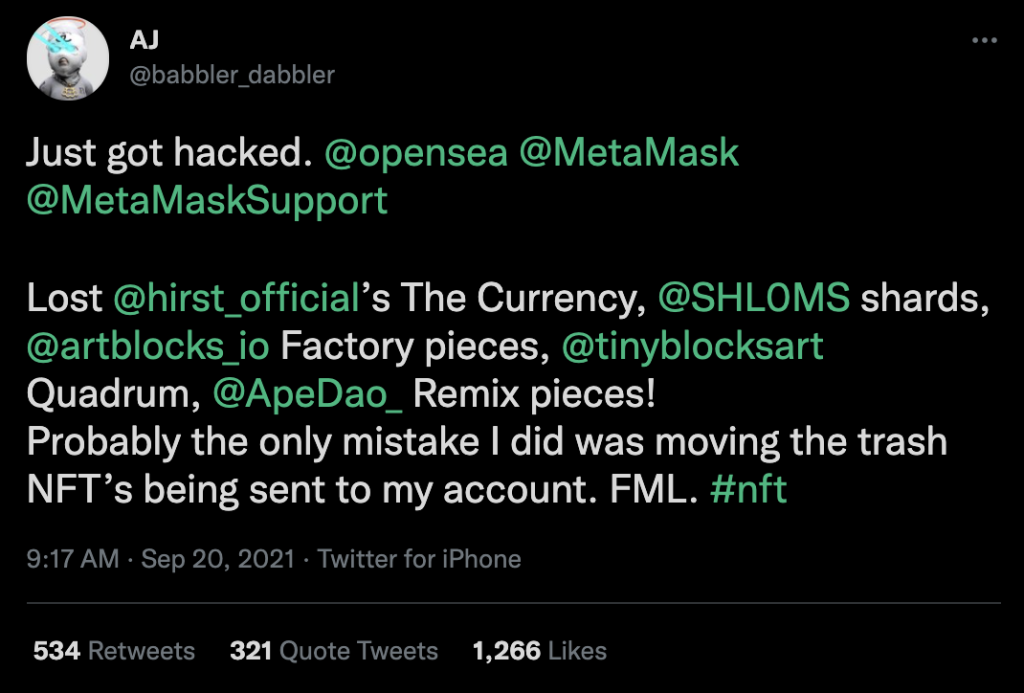 AJ
@babbler_dabbler
Just got hacked. @opensea @MetaMask
@MetaMaskSupport
Lost @hirst_official’s The Currency, @SHL0MS shards,
@artblocks_io Factory pieces, @tinyblocksart
Quadrum, @ApeDao_ Remix pieces!
Probably the only mistake I did was moving the trash
NFT’s being sent to my account. FML. #nft
9:17 AM · Sep 20, 2021 · Twitter for iPhone
534 Retweets 321 Quote Tweets 1,266 Likes